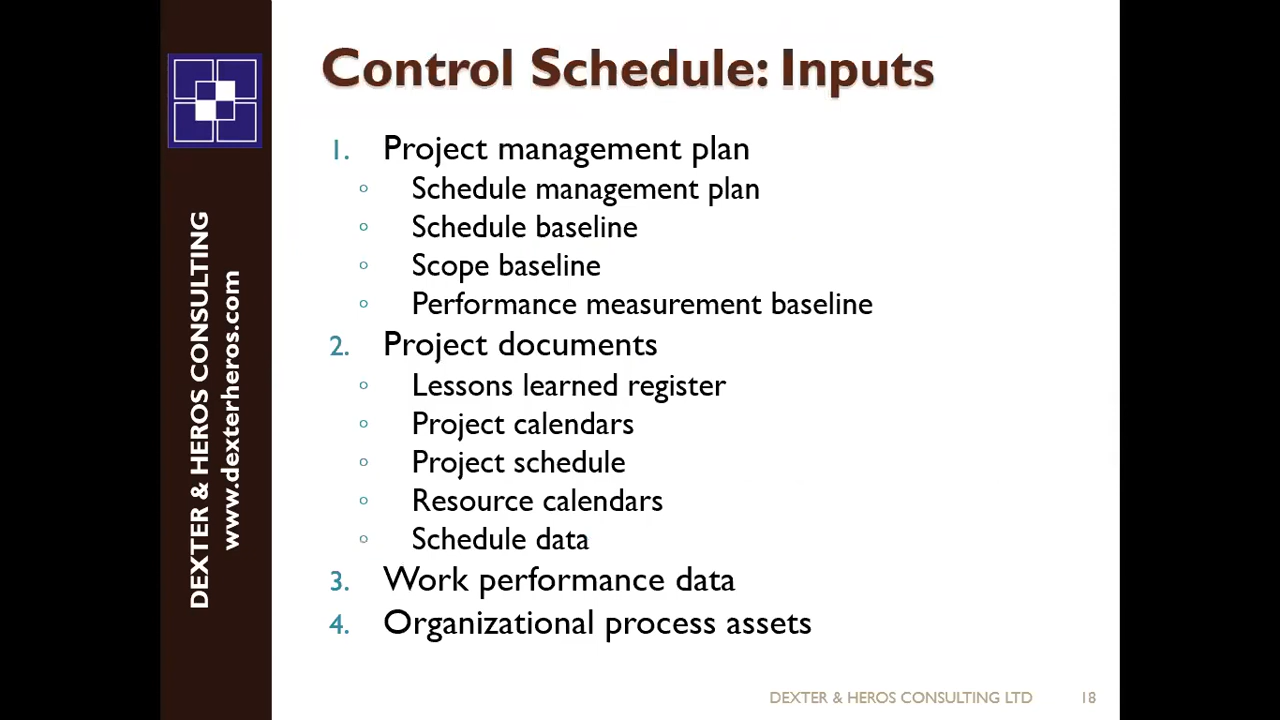 Control Schedule: Inputs
1. Project management plan
◦ Schedule management plan
◦ Schedule baseline
◦ Scope baseline
◦ Performance measurement baseline
2. Project documents
◦ Lessons learned register
◦ Project calendars
◦ Project schedule
◦ Resource calendars
◦ Schedule data
3. Work performance data
4. Organizational process assets
DEXTER & HEROS CONSULTING
www.dexterheros.com
DEXTER & HEROS CONSULTING LTD 18